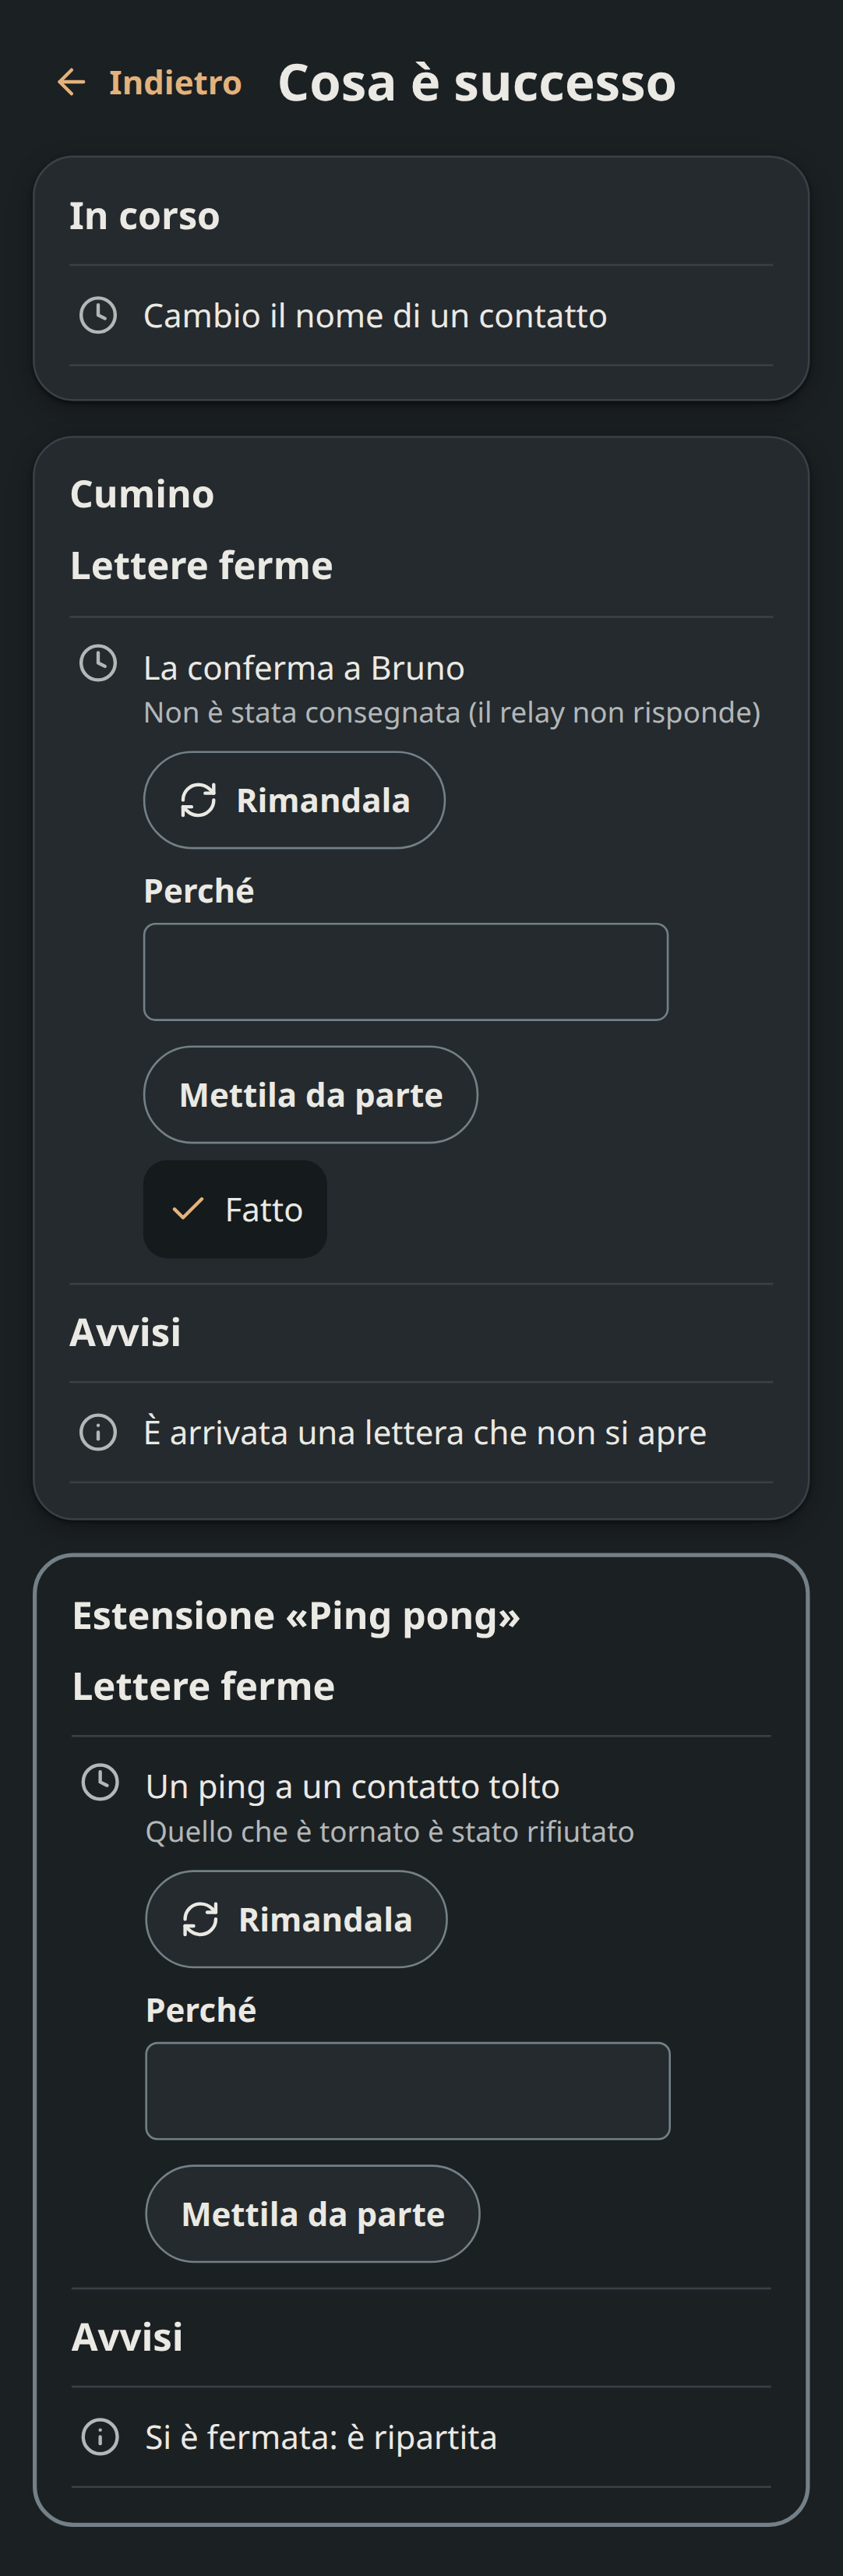 Indietro
Cosa è successo
In corso
Cambio il nome di un contatto
Cumino
Lettere ferme
La conferma a Bruno
Non è stata consegnata (il relay non risponde)
Rimandala
Perché
Mettila da parte
Fatto
Avvisi
È arrivata una lettera che non si apre
Estensione «Ping pong»
Lettere ferme
Un ping a un contatto tolto
Quello che è tornato è stato rifiutato
Rimandala
Perché
Mettila da parte
Avvisi
Si è fermata: è ripartita